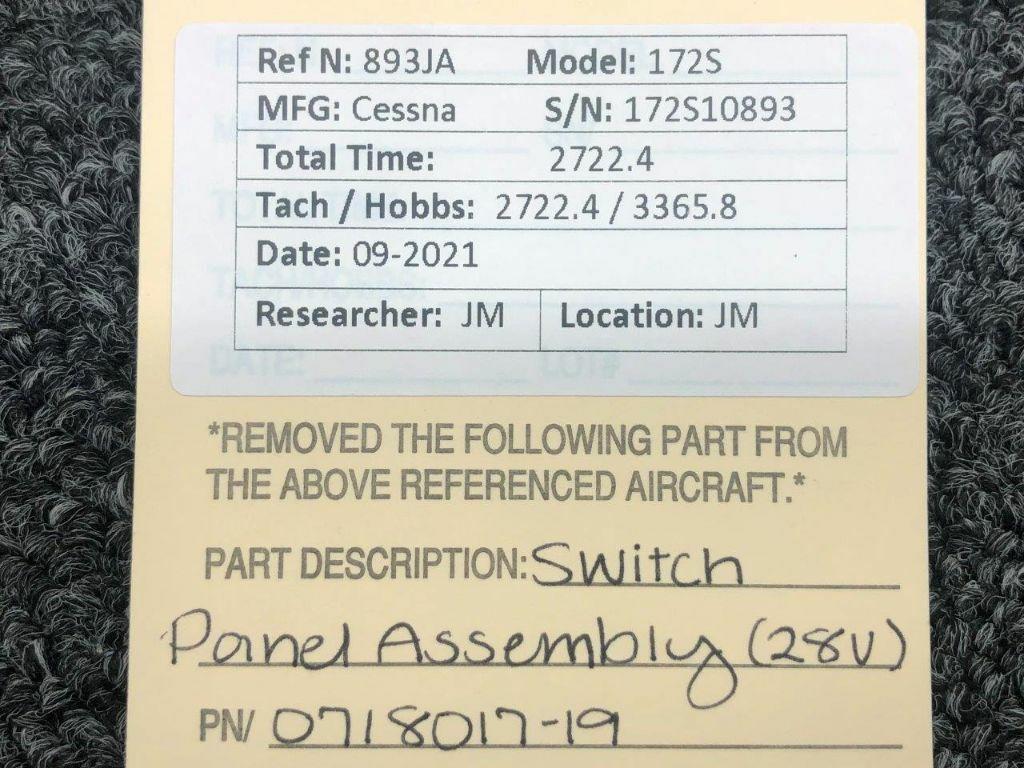 Ref N: 893JA Model: 172S
MFG: Cessna S/N: 172S10893
Total Time: 2722.4
Tach / Hobbs: 2722.4 / 3365.8
Date: 09-2021
Researcher: JM Location: JM
DATE: LOT#
*REMOVED THE FOLLOWING PART FROM
THE ABOVE REFERENCED AIRCRAFT.*
PART DESCRIPTION: Switch
Panel Assembly (28V)
PN/ 0718017-19